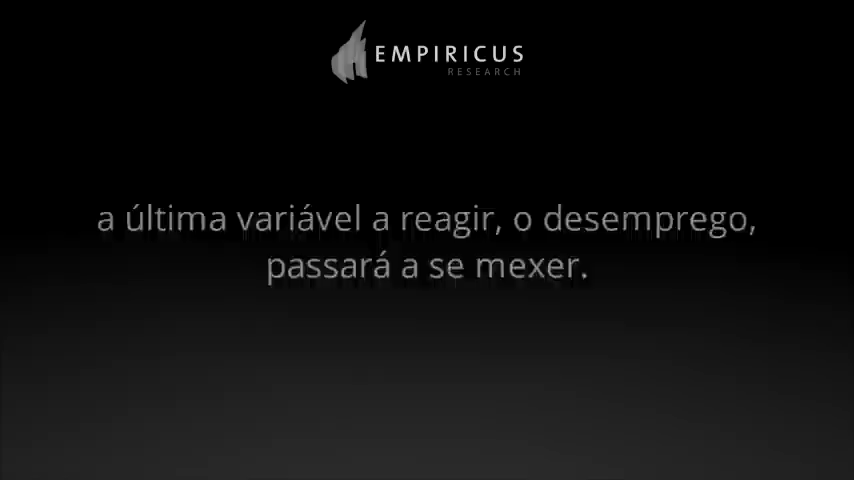 EMPIRICUS
RESEARCH
a última variável a reagir, o desemprego,
passará a se mexer.